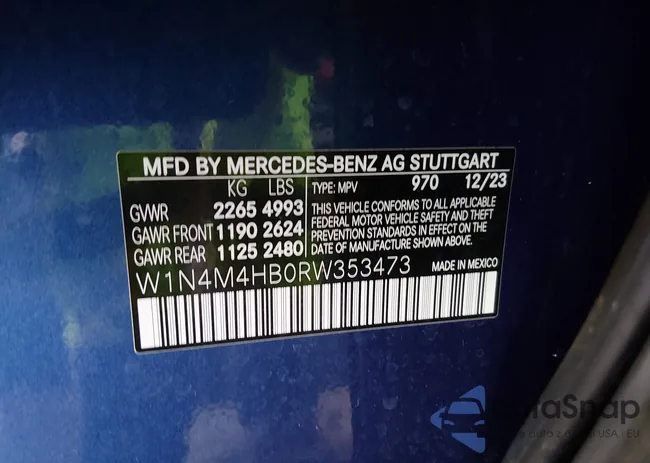 MFD BY MERCEDES-BENZ AG STUTTGART
KG LBS TYPE: MPV 970 12/23
GVWR 2265 4993
GAWR FRONT 1190 2624
GAWR REAR 1125 2480
THIS VEHICLE CONFORMS TO ALL APPLICABLE
FEDERAL MOTOR VEHICLE SAFETY AND THEFT
PREVENTION STANDARDS IN EFFECT ON THE
DATE OF MANUFACTURE SHOWN ABOVE.
W1N4M4HB0RW353473 MADE IN MEXICO
USA EU